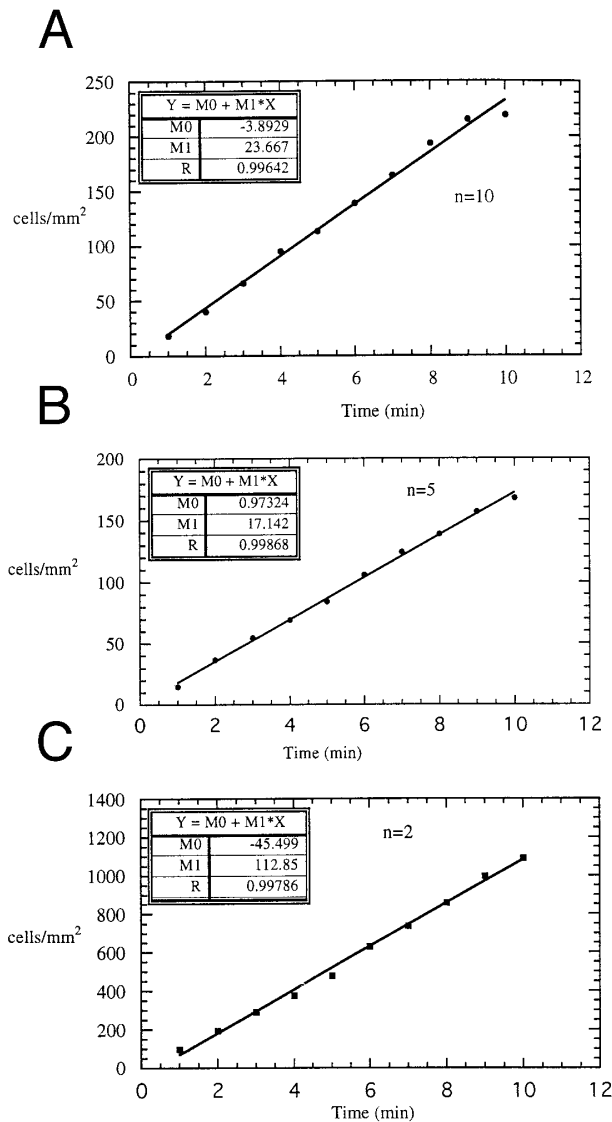 A
250
200
150
100
50
0
cells/mm²
Y = M0 + M1*X
M0 -3.8929
M1 23.667
R 0.99642
n=10
0 2 4 6 8 10 12
Time (min)
B
200
150
100
50
0
cells/mm²
Y = M0 + M1*X
M0 0.97324
M1 17.142
R 0.99868
n=5
0 2 4 6 8 10 12
Time (min)
C
1400
1200
1000
800
600
400
200
0
cells/mm²
Y = M0 + M1*X
M0 -45.499
M1 112.85
R 0.99786
n=2
0 2 4 6 8 10 12
Time (min)